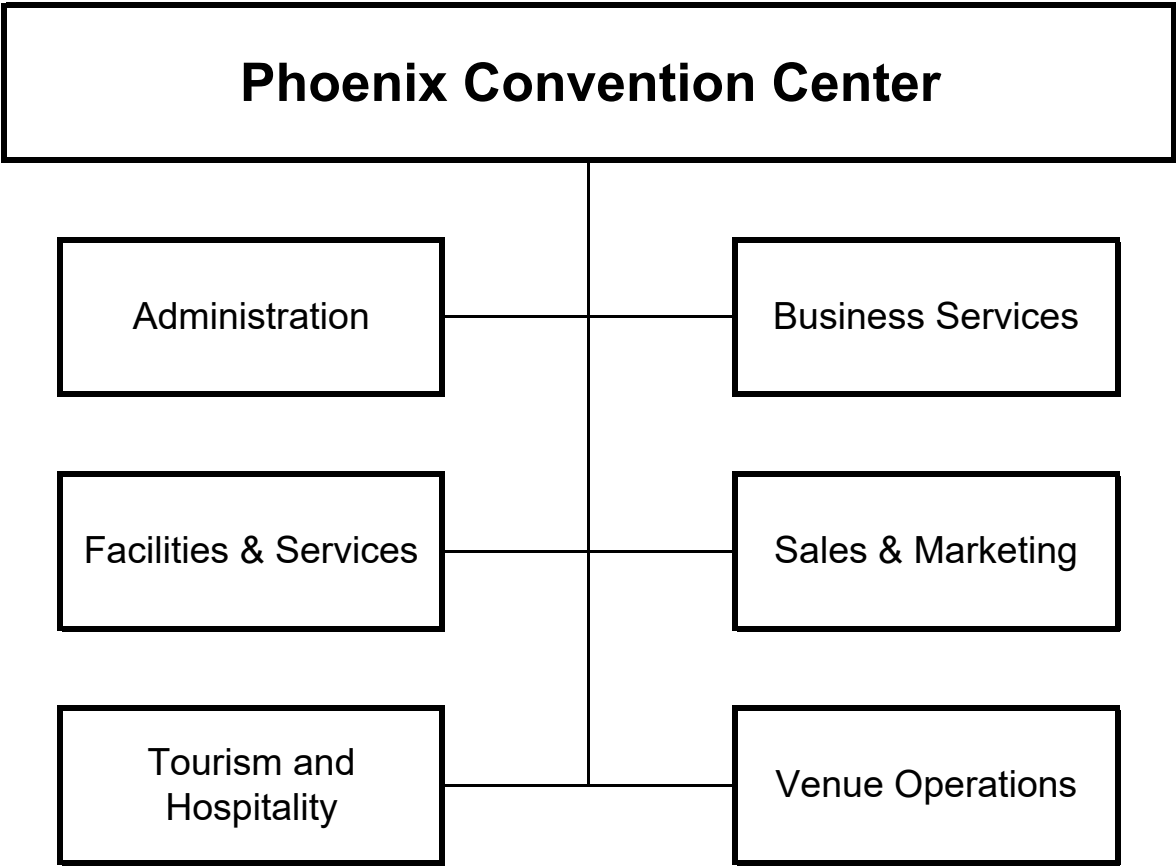 Phoenix Convention Center
Administration
Business Services
Facilities & Services
Sales & Marketing
Tourism and
Hospitality
Venue Operations